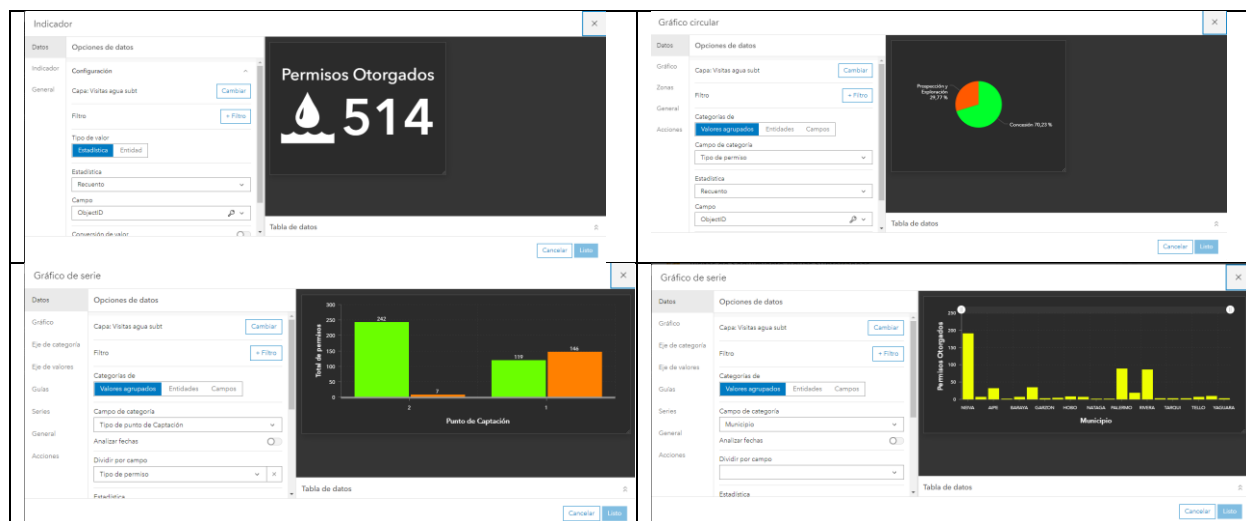 Indicador
×
Datos
Opciones de datos
Indicador
General
Configuración
Capa: Visitas agua subt
Cambiar
Filtro
+ Filtro
Tipo de valor
Estadística
Entidad
Estadística
Recuento
Campo
ObjectID
Conversión de valor
Permisos Otorgados
514
Tabla de datos
Cancelar
Listo
Gráfico circular
×
Datos
Opciones de datos
Gráfico
Zonas
General
Acciones
Capa: Visitas agua subt
Cambiar
Filtro
+ Filtro
Categorías de
Valores agrupados
Entidades
Campos
Campo de categoría
Tipo de permiso
Estadística
Recuento
Campo
ObjectID
Prospección y
Exploración
29,77 %
Concesión 70,23 %
Tabla de datos
Cancelar
Listo
Gráfico de serie
×
Datos
Opciones de datos
Gráfico
Eje de categoría
Eje de valores
Guías
Series
General
Acciones
Capa: Visitas agua subt
Cambiar
Filtro
+ Filtro
Categorías de
Valores agrupados
Entidades
Campos
Campo de categoría
Tipo de punto de Captación
Analizar fechas
Dividir por campo
Tipo de permiso
×
Estadística
Total de permisos
300
250
200
150
100
50
0
242
7
119
146
2
1
Punto de Captación
Tabla de datos
Cancelar
Listo
Gráfico de serie
×
Datos
Opciones de datos
Gráfico
Eje de categoría
Eje de valores
Guías
Series
General
Acciones
Capa: Visitas agua subt
Cambiar
Filtro
+ Filtro
Categorías de
Valores agrupados
Entidades
Campos
Campo de categoría
Municipio
Analizar fechas
Dividir por campo
Estadística
Permisos Otorgados
250
200
150
100
50
0
NEIVA
AIPE
BARAYA
GARZON
HOBO
NATAGA
PALERMO
RIVERA
TARQUI
TELLO
YAGUARA
Municipio
Tabla de datos
Cancelar
Listo